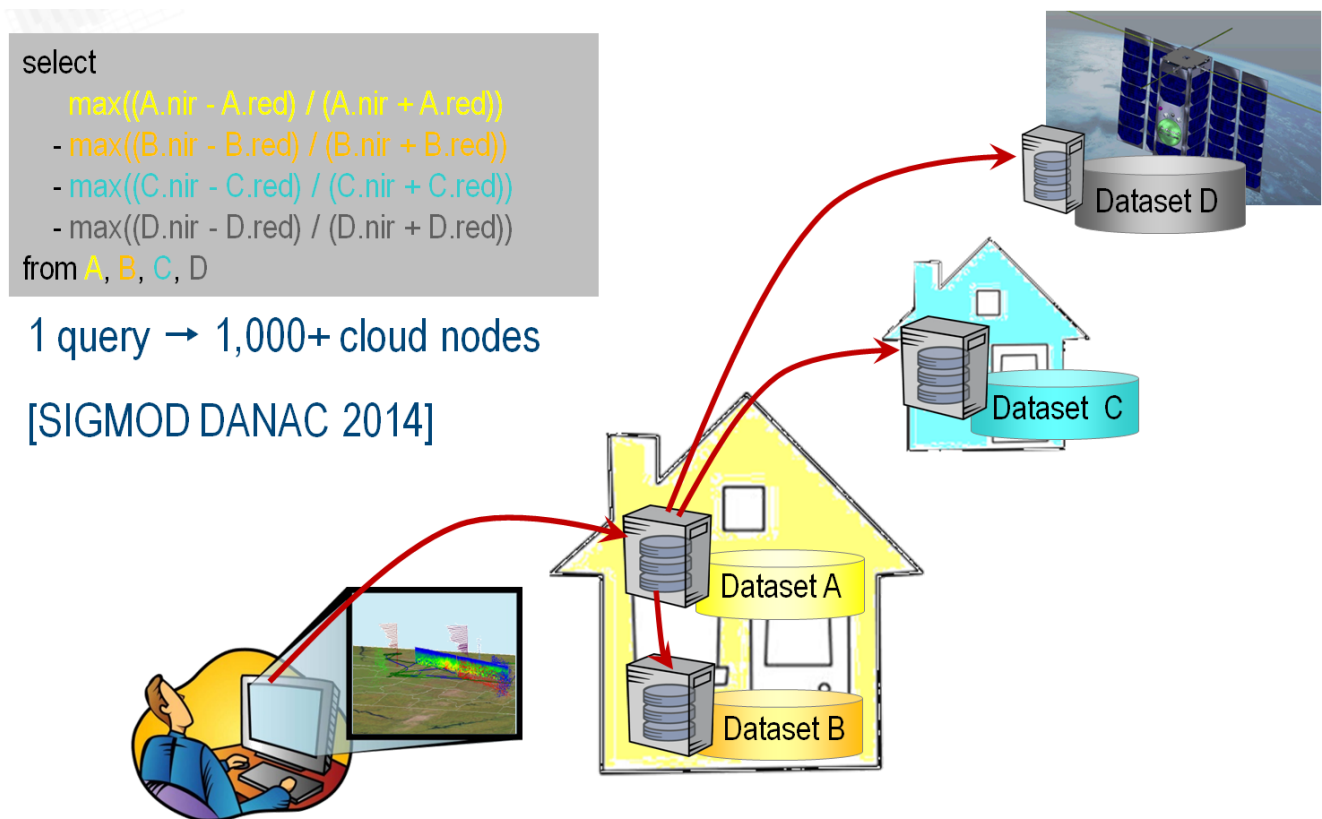 select
max((A.nir - A.red) / (A.nir + A.red))
- max((B.nir - B.red) / (B.nir + B.red))
- max((C.nir - C.red) / (C.nir + C.red))
- max((D.nir - D.red) / (D.nir + D.red))
from A, B, C, D
1 query → 1,000+ cloud nodes
[SIGMOD DANAC 2014]
Dataset D
Dataset C
Dataset A
Dataset B